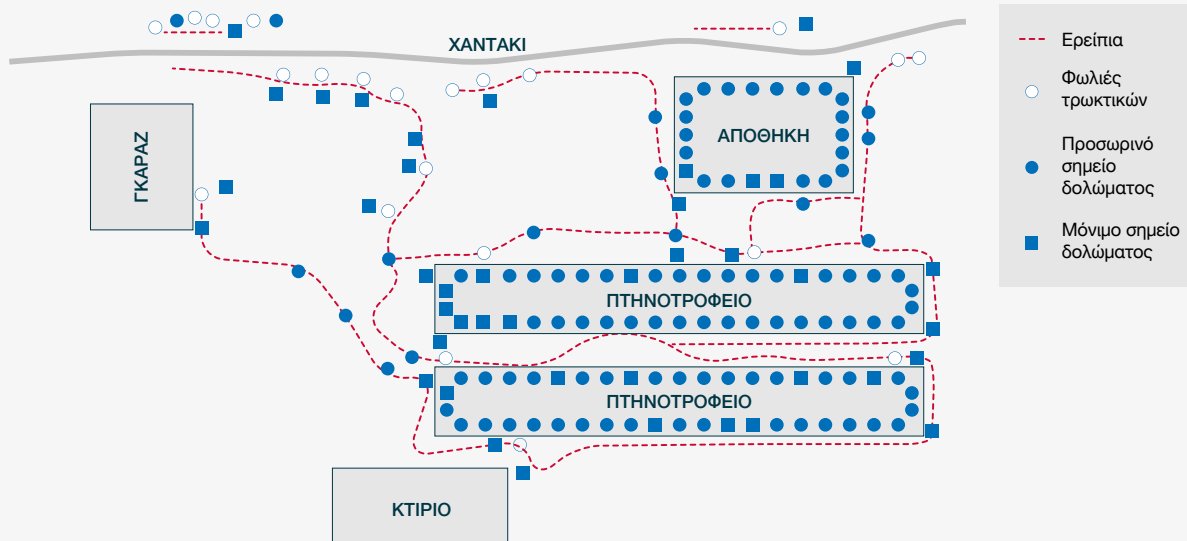 ΧΑΝΤΑΚΙ
ΓΚΑΡΑΖ
ΑΠΟΘΗΚΗ
ΠΤΗΝΟΤΡΟΦΕΙΟ
ΠΤΗΝΟΤΡΟΦΕΙΟ
ΚΤΙΡΙΟ
Ερείπια
Φωλιές
τρωκτικών
Προσωρινό
σημείο
δολώματος
Μόνιμο σημείο
δολώματος